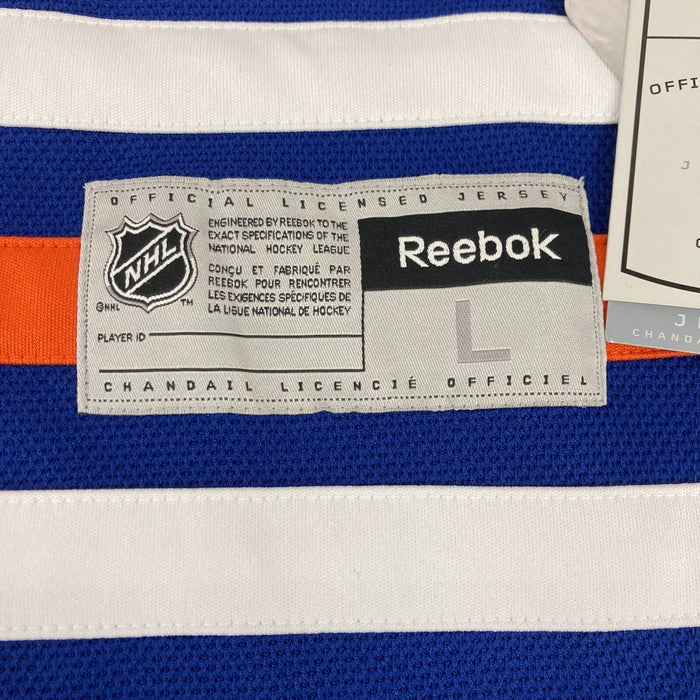 OFFICIAL LICENSED JERSEY
NHL
©NHL
™
ENGINEERED BY REEBOK TO THE
EXACT SPECIFICATIONS OF THE
NATIONAL HOCKEY LEAGUE
CONÇU ET FABRIQUÉ PAR
REEBOK POUR RENCONTRER
LES EXIGENCES SPÉCIFIQUES DE
LA LIGUE NATIONAL DE HOCKEY
PLAYER ID
Reebok
L
CHANDAIL LICENCIÉ OFFICIEL
OFFI
J
J
CHANDA